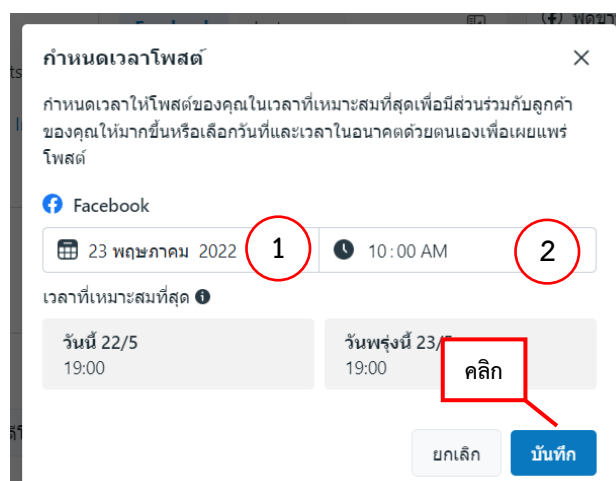 กำหนดเวลาโพสต์
กำหนดเวลาให้โพสต์ของคุณในเวลาที่เหมาะสมที่สุดเพื่อมีส่วนร่วมกับลูกค้า
ของคุณให้มากขึ้นหรือเลือกวันที่และเวลาในอนาคตด้วยตนเองเพื่อเผยแพร่
โพสต์
Facebook
23 พฤษภาคม 2022 1 10:00 AM 2
เวลาที่เหมาะสมที่สุด
วันนี้ 22/5 วันพรุ่งนี้ 23/
19:00 19:00
คลิก
ยกเลิก บันทึก